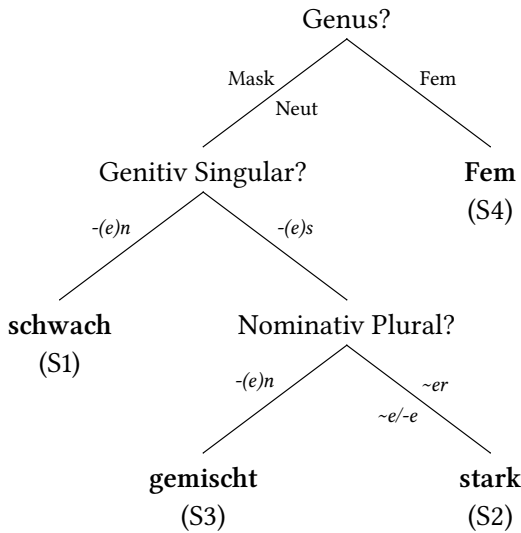 Genus?
Mask
Neut
Fem
Genitiv Singular?
Fem
(S4)
-(e)n
-(e)s
schwach
(S1)
Nominativ Plural?
-(e)n
~er
~e/-e
gemischt
(S3)
stark
(S2)